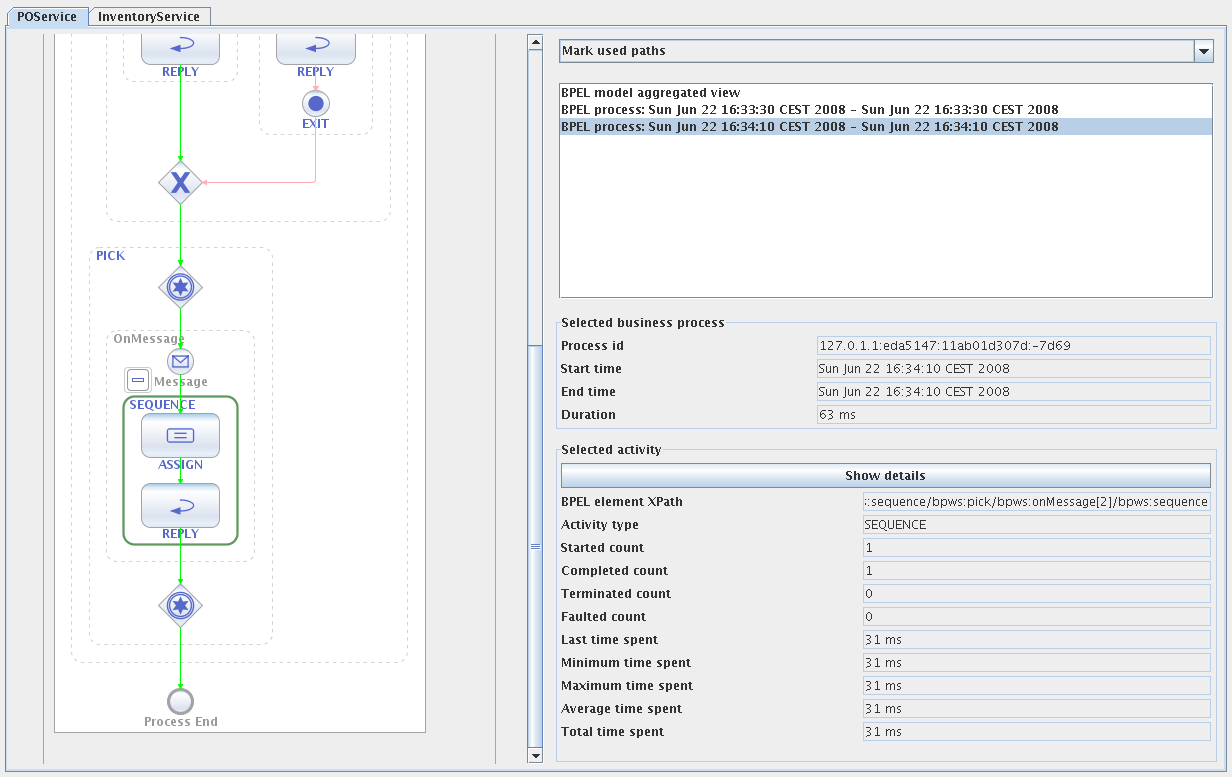 POService
InventoryService
REPLY
REPLY
EXIT
X
PICK
OnMessage
Message
SEQUENCE
ASSIGN
REPLY
Process End
Mark used paths
BPEL model aggregated view
BPEL process: Sun Jun 22 16:33:30 CEST 2008 - Sun Jun 22 16:33:30 CEST 2008
BPEL process: Sun Jun 22 16:34:10 CEST 2008 - Sun Jun 22 16:34:10 CEST 2008
Selected business process
Process id
Start time Sun Jun 22 16:34:10 CEST 2008
End time Sun Jun 22 16:34:10 CEST 2008
Duration 63 ms
Selected activity
Show details
BPEL element XPath ::sequence/bpws:pick/bpws:onMessage[2]/bpws:sequence
Activity type SEQUENCE
Started count 1
Completed count 1
Terminated count 0
Faulted count 0
Last time spent 31 ms
Minimum time spent 31 ms
Maximum time spent 31 ms
Average time spent 31 ms
Total time spent 31 ms